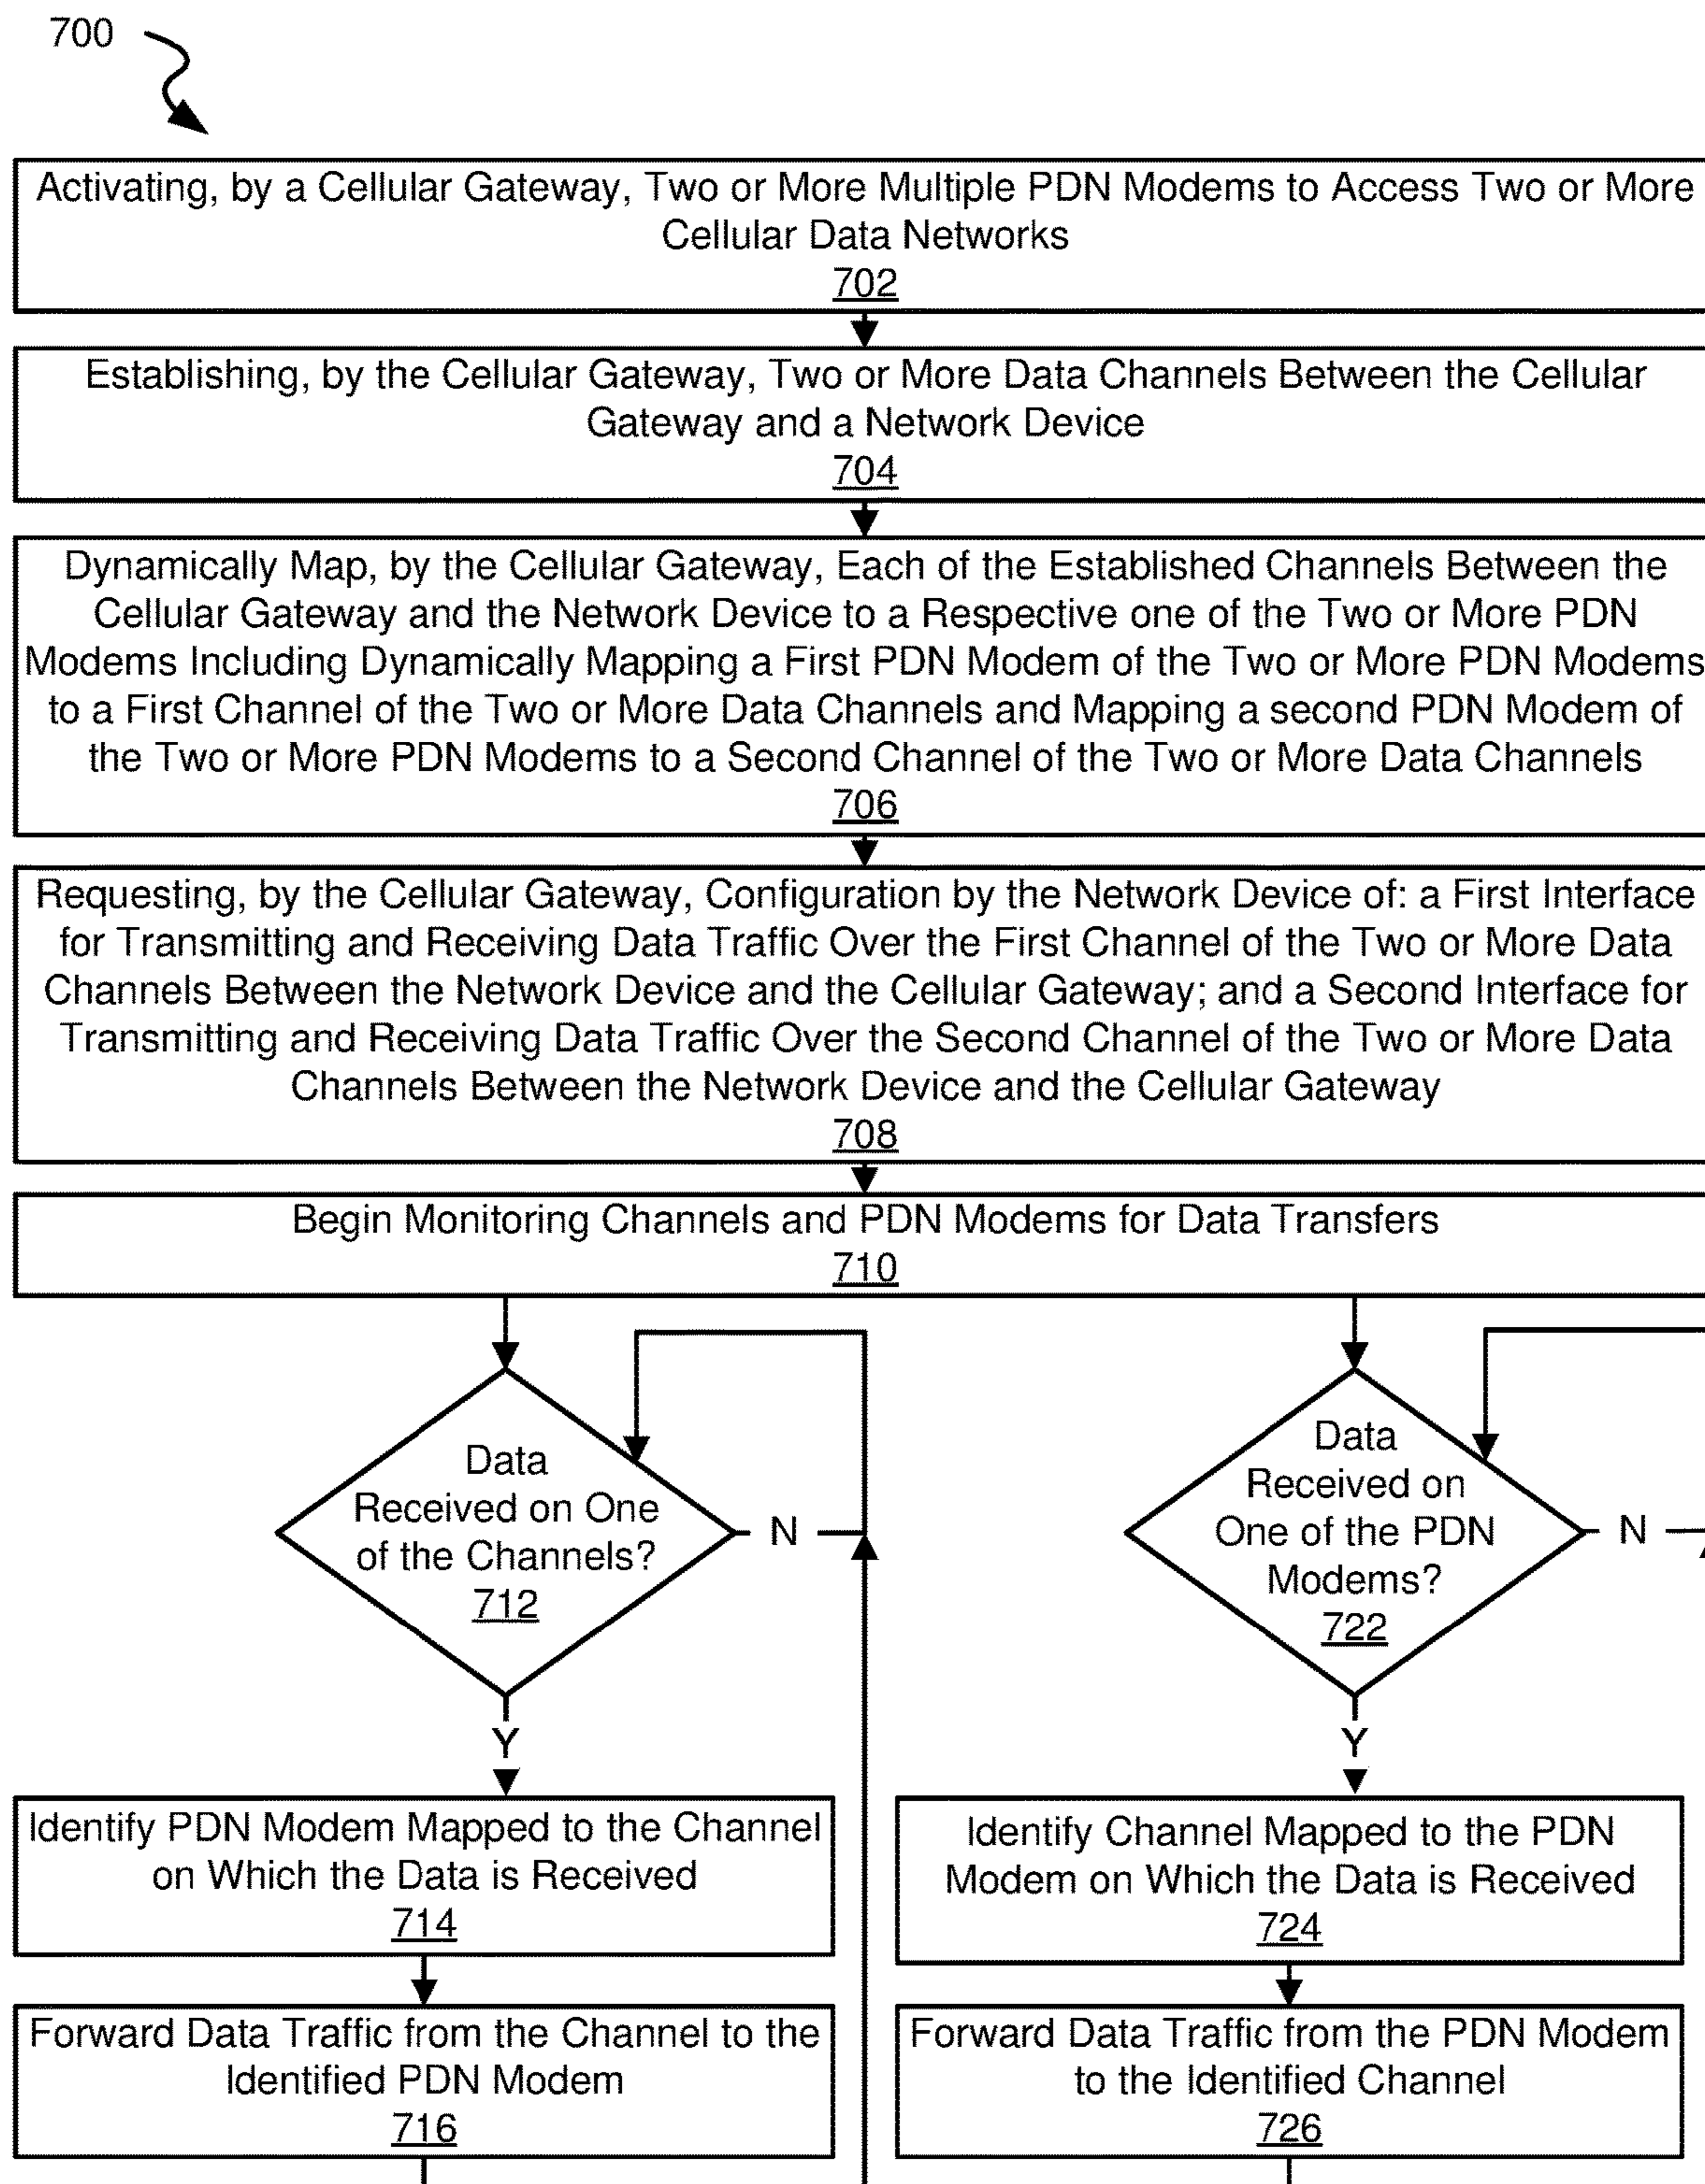 700
Activating, by a Cellular Gateway, Two or More Multiple PDN Modems to Access Two or More
Cellular Data Networks
702
Establishing, by the Cellular Gateway, Two or More Data Channels Between the Cellular
Gateway and a Network Device
704
Dynamically Map, by the Cellular Gateway, Each of the Established Channels Between the
Cellular Gateway and the Network Device to a Respective one of the Two or More PDN
Modems Including Dynamically Mapping a First PDN Modem of the Two or More PDN Modems
to a First Channel of the Two or More Data Channels and Mapping a second PDN Modem of
the Two or More PDN Modems to a Second Channel of the Two or More Data Channels
706
Requesting, by the Cellular Gateway, Configuration by the Network Device of: a First Interface
for Transmitting and Receiving Data Traffic Over the First Channel of the Two or More Data
Channels Between the Network Device and the Cellular Gateway; and a Second Interface for
Transmitting and Receiving Data Traffic Over the Second Channel of the Two or More Data
Channels Between the Network Device and the Cellular Gateway
708
Begin Monitoring Channels and PDN Modems for Data Transfers
710
Data
Received on One
of the Channels?
712
N
Y
Identify PDN Modem Mapped to the Channel
on Which the Data is Received
714
Forward Data Traffic from the Channel to the
Identified PDN Modem
716
Data
Received on
One of the PDN
Modems?
722
N
Y
Identify Channel Mapped to the PDN
Modem on Which the Data is Received
724
Forward Data Traffic from the PDN Modem
to the Identified Channel
726